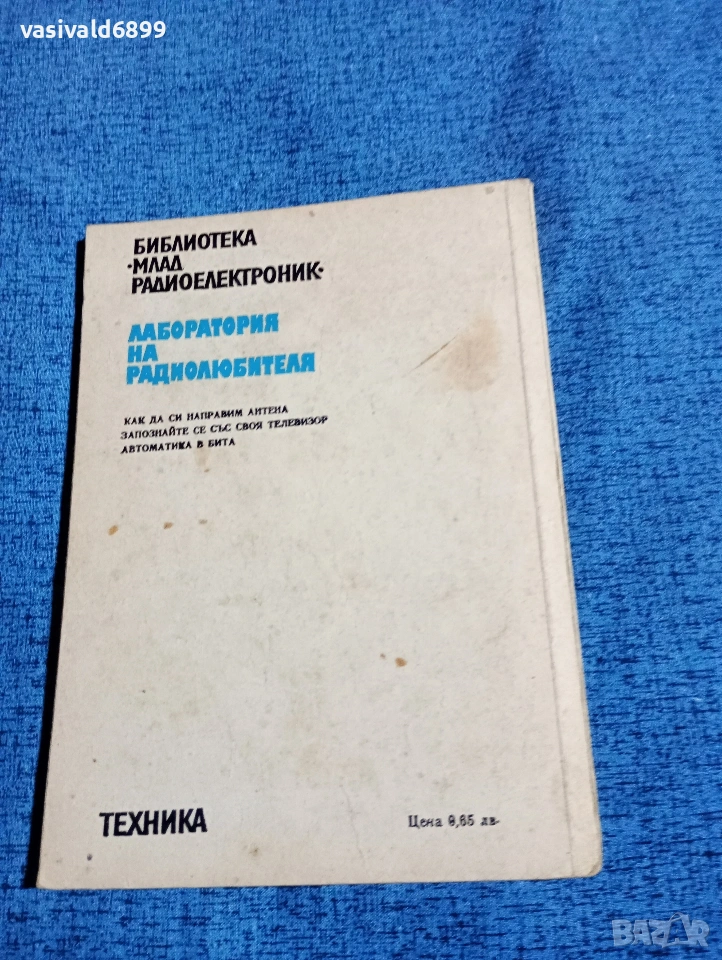 vasivald6899
БИБЛИОТЕКА
·МЛАД
РАДИОЕЛЕКТРОНИК·
ЛАБОРАТОРИЯ
НА
РАДИОЛЮБИТЕЛЯ
КАК ДА СИ НАПРАВИМ АНТЕНА
ЗАПОЗНАЙТЕ СЕ СЪС СВОЯ ТЕЛЕВИЗОР
АВТОМАТИКА В БИТА
ТЕХНИКА
Цена 0,65 лв.
BAZAR